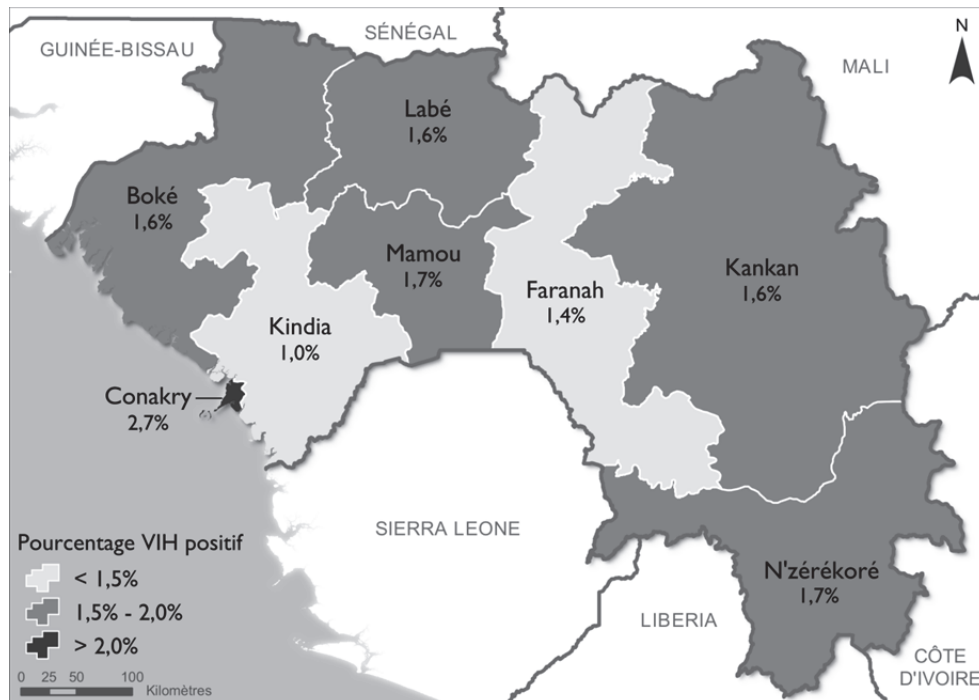 SÉNÉGAL
N
GUINÉE-BISSAU
MALI
Labé
1,6%
Boké
1,6%
Mamou
1,7%
Kankan
1,6%
Faranah
1,4%
Kindia
1,0%
Conakry
2,7%
SIERRA LEONE
Pourcentage VIH positif
< 1,5%
1,5% - 2,0%
> 2,0%
N'zérékoré
1,7%
LIBERIA
CÔTE
D'IVOIRE
0 25 50 100
Kilomètres